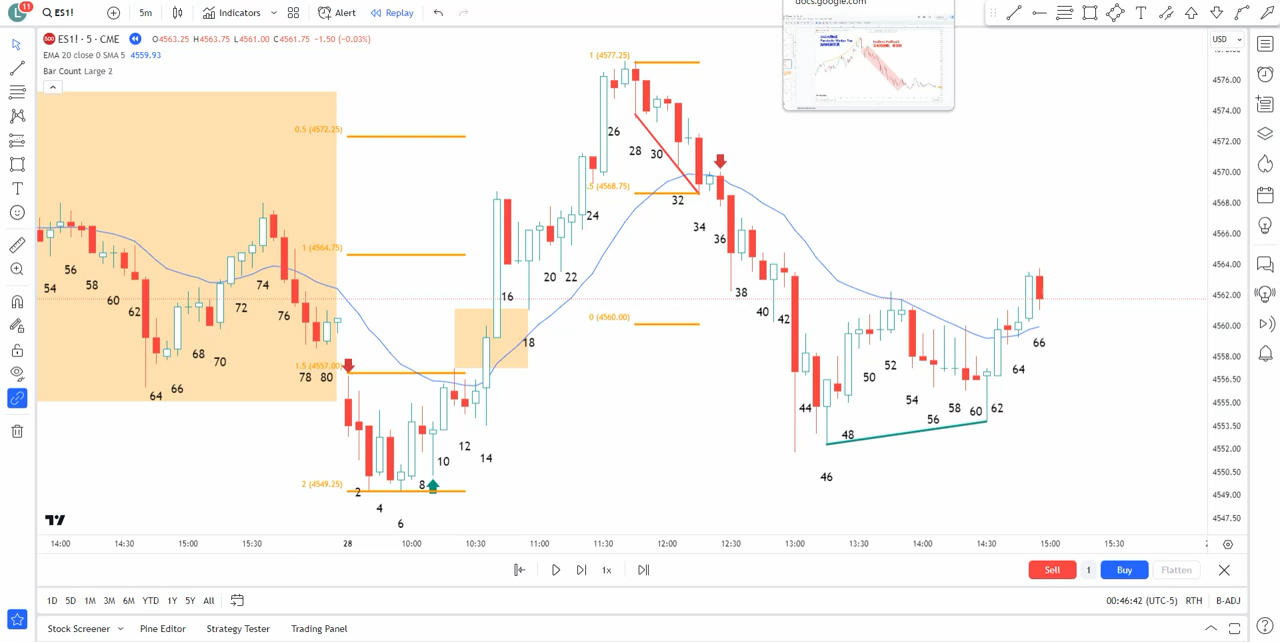 11
ES1!
5m
Indicators
Alert
Replay
docs.google.com
ES1! · 5 · CME
O4563.25 H4563.75 L4561.00 C4561.75 -1.50 (-0.03%)
USD
EMA 20 close 0 SMA 5 4559.93
Bar Count Large 2
1 (4577.25)
0.5 (4572.25)
.5 (4568.75)
1 (4564.75)
0 (4560.00)
1.5 (4557.00)
2 (4549.25)
54 56 58 60 62 64 66 68 70 72 74 76 78 80
2 4 6 8 10 12 14 16 18 20 22 24 26 28 30 32 34 36 38 40 42 44 46 48 50 52 54 56 58 60 62 64 66
4576.00
4574.00
4572.00
4570.00
4568.00
4566.00
4564.00
4562.00
4560.00
4558.00
4556.50
4555.00
4553.50
4552.00
4550.50
4549.00
4547.50
14:00 14:30 15:00 15:30 28 10:00 10:30 11:00 11:30 12:00 12:30 13:00 13:30 14:00 14:30 15:00 15:30
1x
Sell 1 Buy Flatten
1D 5D 1M 3M 6M YTD 1Y 5Y All
00:46:42 (UTC-5) RTH B-ADJ
Stock Screener Pine Editor Strategy Tester Trading Panel